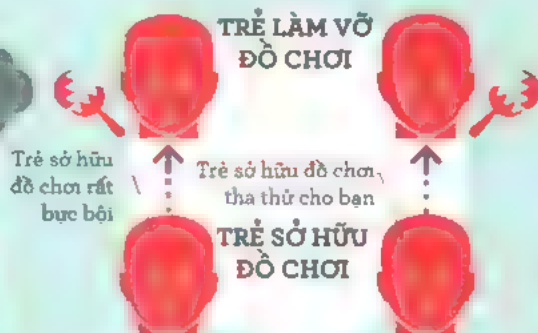 TRẺ LÀM VỠ
ĐỒ CHƠI
Trẻ sở hữu
đồ chơi rất
bực bội
Trẻ sở hữu đồ chơi
tha thứ cho bạn
TRẺ SỞ HỮU
ĐỒ CHƠI